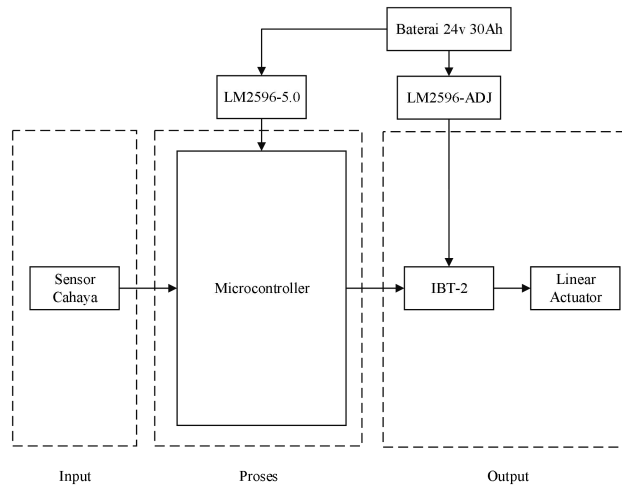 Baterai 24v 30Ah
LM2596-5.0
LM2596-ADJ
Sensor
Cahaya
Microcontroller
IBT-2
Linear
Actuator
Input
Proses
Output